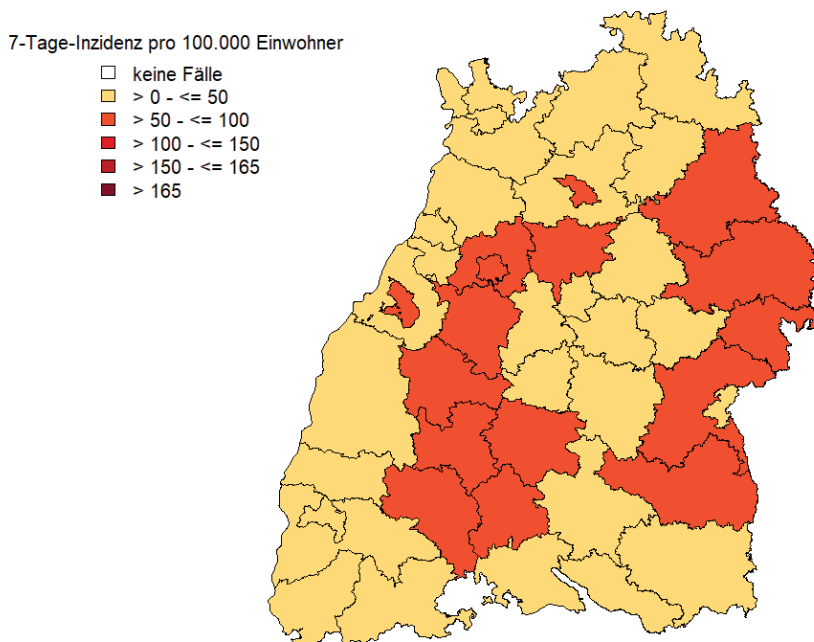 7-Tage-Inzidenz pro 100.000 Einwohner
keine Fälle
> 0 - <= 50
> 50 - <= 100
> 100 - <= 150
> 150 - <= 165
> 165